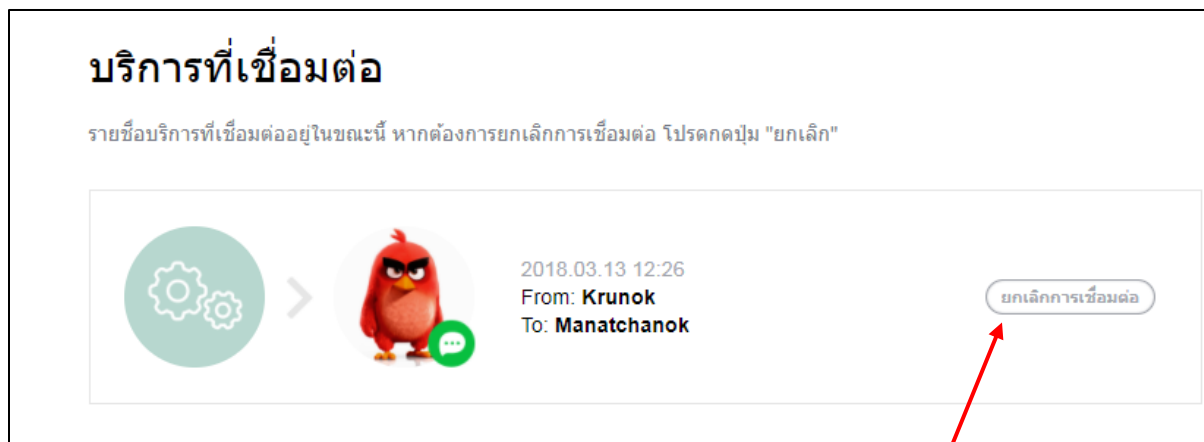 บริการที่เชื่อมต่อ
รายชื่อบริการที่เชื่อมต่ออยู่ในขณะนี้ หากต้องการยกเลิกการเชื่อมต่อ โปรดกดปุ่ม "ยกเลิก"
2018.03.13 12:26
From: Krunok
To: Manatchanok
ยกเลิกการเชื่อมต่อ